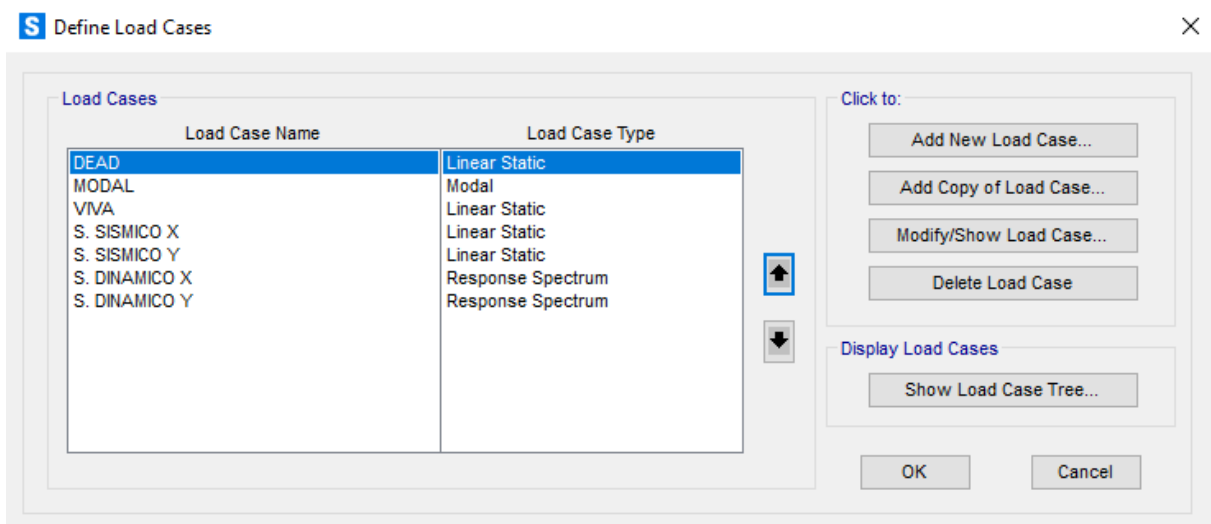 S Define Load Cases
Load Cases
Load Case Name Load Case Type
DEAD Linear Static
MODAL Modal
VIVA Linear Static
S. SISMICO X Linear Static
S. SISMICO Y Linear Static
S. DINAMICO X Response Spectrum
S. DINAMICO Y Response Spectrum
Click to:
Add New Load Case...
Add Copy of Load Case...
Modify/Show Load Case...
Delete Load Case
Display Load Cases
Show Load Case Tree...
OK Cancel